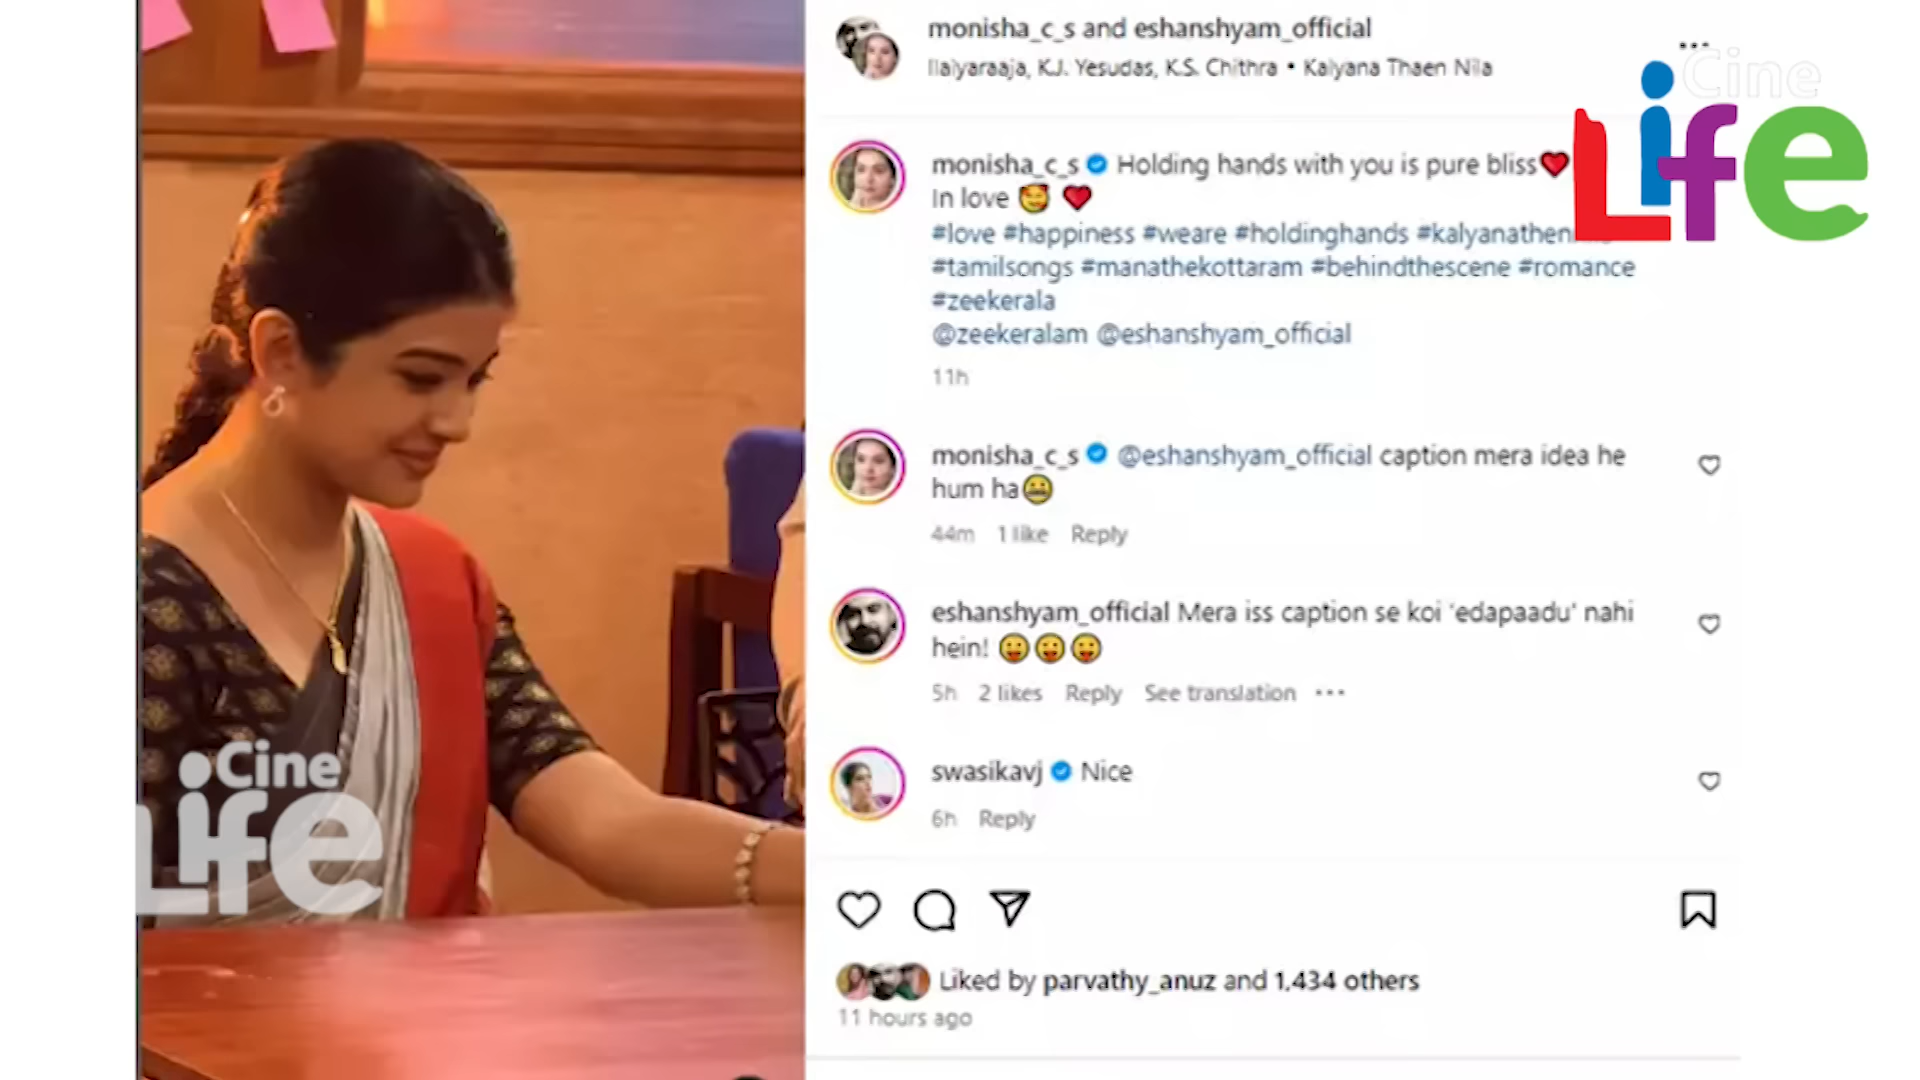 monisha_c_s and eshanshyam_official
Ilaiyaraaja, K.J. Yesudas, K.S. Chithra • Kalyana Thaen Nila
Cine
Life
monisha_c_s Holding hands with you is pure bliss❤️
In love 🥰 ❤️
#love #happiness #weare #holdinghands
#tamilsongs #manathekottaram #behindthescene #romance
#zeekerala
@zeekeralam @eshanshyam_official
11h
monisha_c_s @eshanshyam_official caption mera idea he
hum ha😀
44m 1 like Reply
eshanshyam_official Mera iss caption se koi 'edapaadu' nahi
hein! 😛😛😛
5h 2 likes Reply See translation •••
swasikavj Nice
6h Reply
Cine
Life
Liked by parvathy_anuz and 1,434 others
11 hours ago